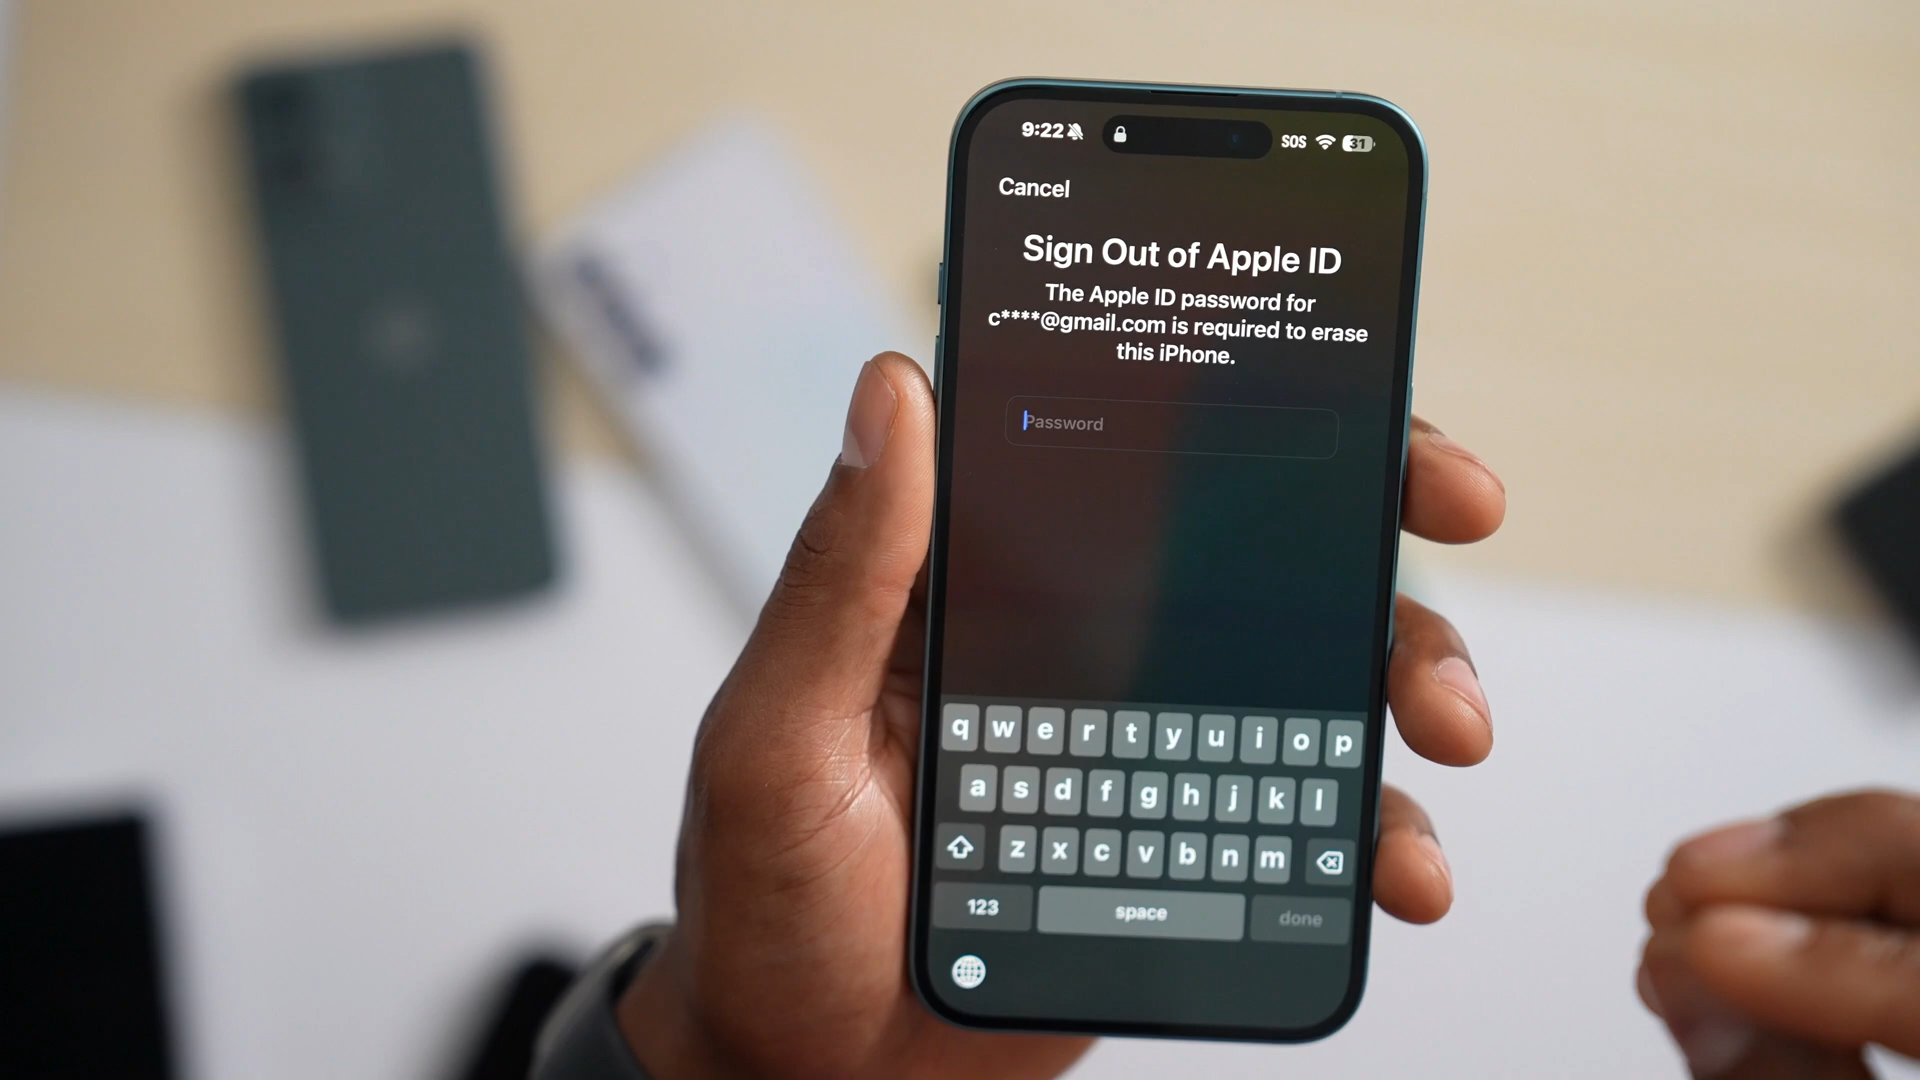 9:22 SOS 31
Cancel
Sign Out of Apple ID
The Apple ID password for
c****@gmail.com is required to erase
this iPhone.
Password
q w e r t y u i o p
a s d f g h j k l
z x c v b n m
123 space done